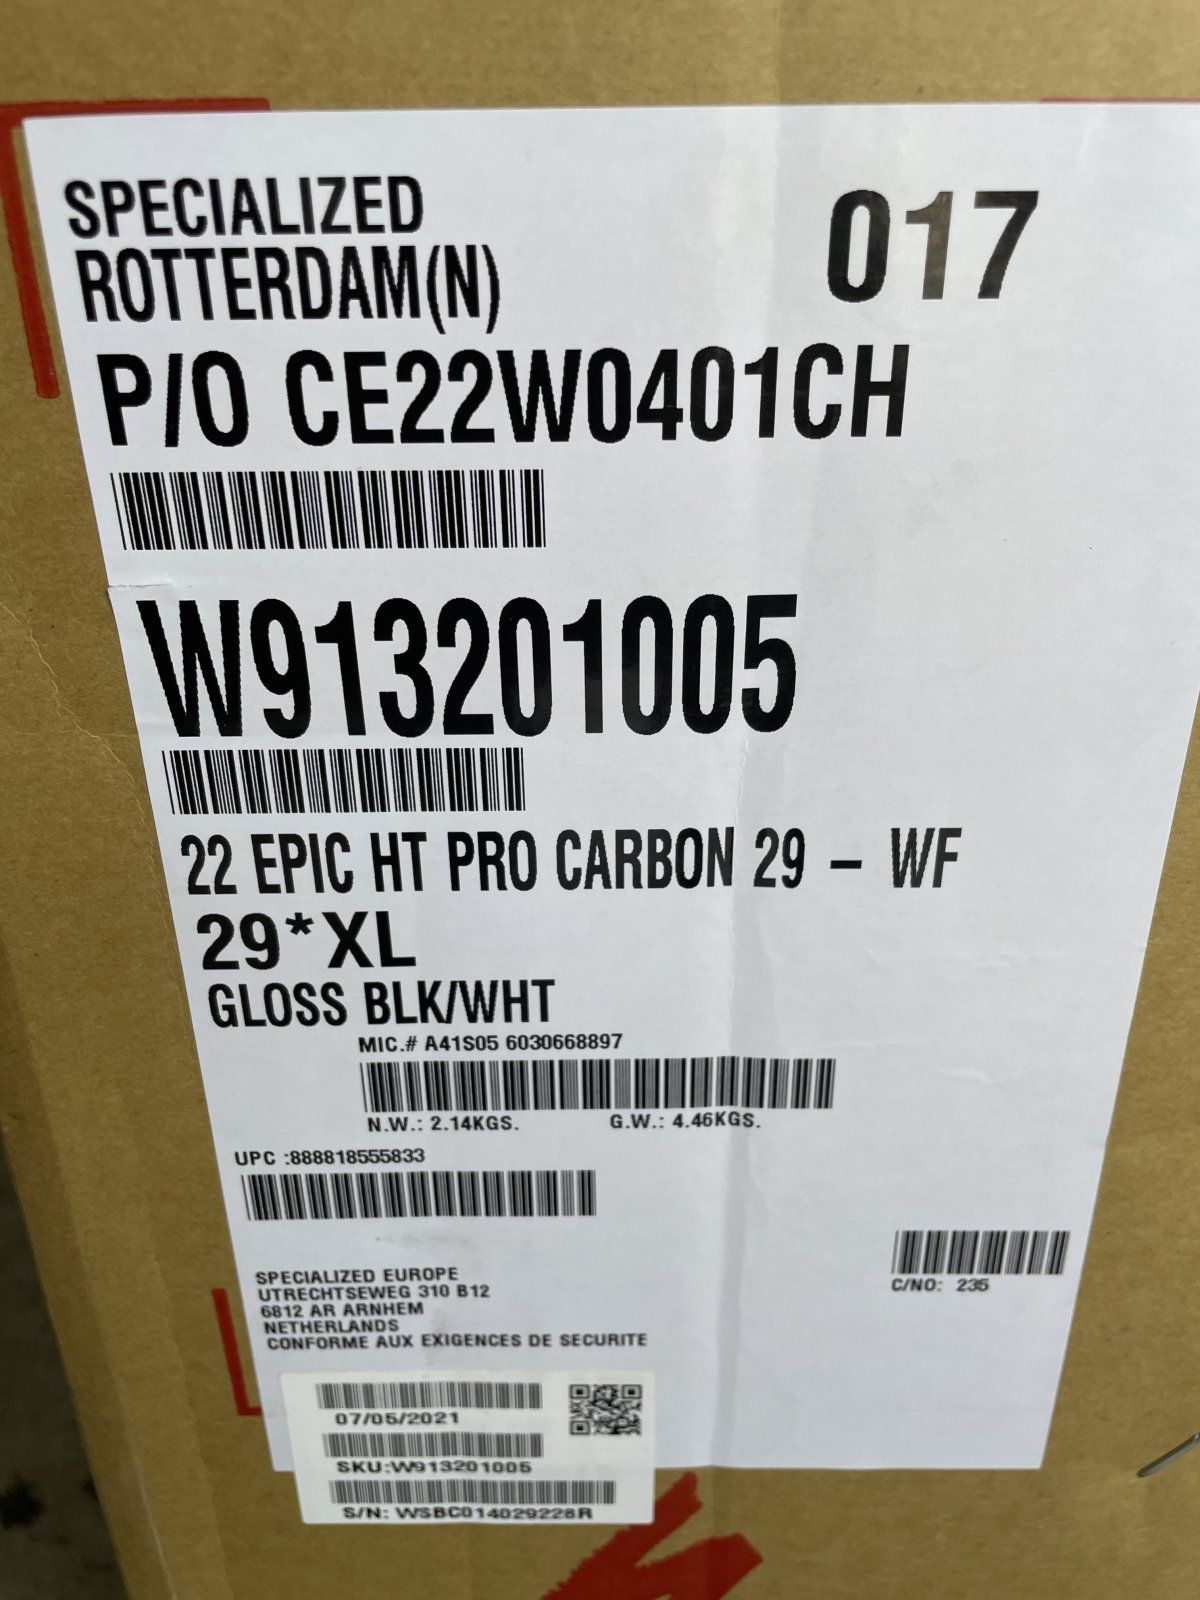 SPECIALIZED
ROTTERDAM(N)
017
P/O CE22W0401CH
W913201005
22 EPIC HT PRO CARBON 29 – WF
29*XL
GLOSS BLK/WHT
MIC.# A41S05 6030668897
N.W.: 2.14KGS. G.W.: 4.46KGS.
UPC :888818555833
C/NO: 235
SPECIALIZED EUROPE
UTRECHTSEWEG 310 B12
6812 AR ARNHEM
NETHERLANDS
CONFORME AUX EXIGENCES DE SECURITE
07/05/2021
SKU:W913201005
S/N: WSBC014029228R